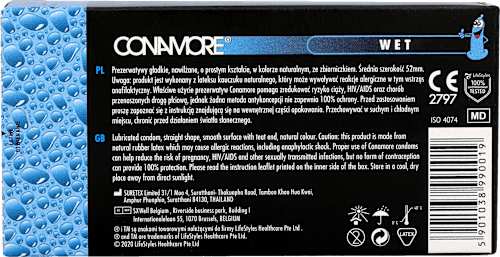 CONAMORE®
WET
PL
Prezerwatywy gładkie, nawilżane, o prostym kształcie, w kolorze naturalnym, ze zbiorniczkiem. Średnia szerokość 52mm.
Uwaga: produkt jest wykonany z lateksu kauczuku naturalnego, który może wywoływać reakcje alergiczne w tym wstrząs
anafilaktyczny. Właściwe użycie prezerwatyw Conamore pomaga zredukować ryzyko ciąży, HIV/AIDS oraz chorób
przenoszonych drogą płciową, jednak żadna metoda antykoncepcji nie zapewnia 100% ochrony. Przed zastosowaniem
proszę zapoznać się z instrukcją znajdującą się na wewnętrznej części opakowania. Przechowywać w suchym i chłodnym
miejscu, chronić przed działaniem światła słonecznego.
GB
Lubricated condom, straight shape, smooth surface with teat end, natural colour. Caution: this product is made from
natural rubber latex which may cause allergic reactions, including anaphylactic shock. Proper use of Conamore condoms
can help reduce the risk of pregnancy, HIV/AIDS and other sexually transmitted infections, but no form of contraception
can provide 100% protection. Please read the instruction leaflet printed on the inner side of the box. Store in a cool, dry
place away from direct sunlight.
SURETEX Limited 31/1 Moo 4, Suratthani-Thakuapha Road, Tambon Khao Hua Kwai,
Amphur Phunphin, Suratthani 84130, THAILAND
SXWell Belgium, Riverside business park, Building I
Internationalelaan 55, 1070 Brussels, BELGIUM
® i TM są znakami towarowymi należącymi do firmy LifeStyles Healthcare Pte Ltd.
® and TM are trademarks of LifeStyles Healthcare Pte Ltd.
© 2020 LifeStyles Healthcare Pte Ltd.
LifeStyles
100%
TESTED
CE
2797
ISO 4074
MD
LATEX
5901038990019